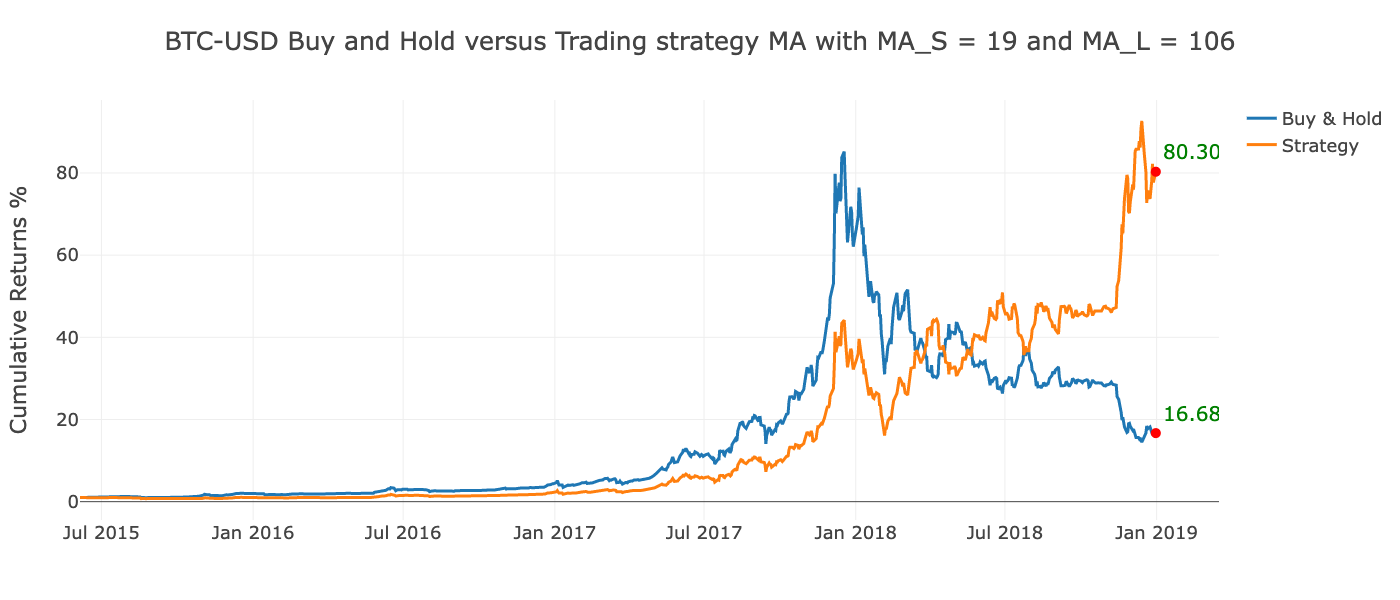 BTC-USD Buy and Hold versus Trading strategy MA with MA_S = 19 and MA_L = 106
Buy & Hold
Strategy
80.30
16.68
Cumulative Returns %
80
60
40
20
0
Jul 2015
Jan 2016
Jul 2016
Jan 2017
Jul 2017
Jan 2018
Jul 2018
Jan 2019